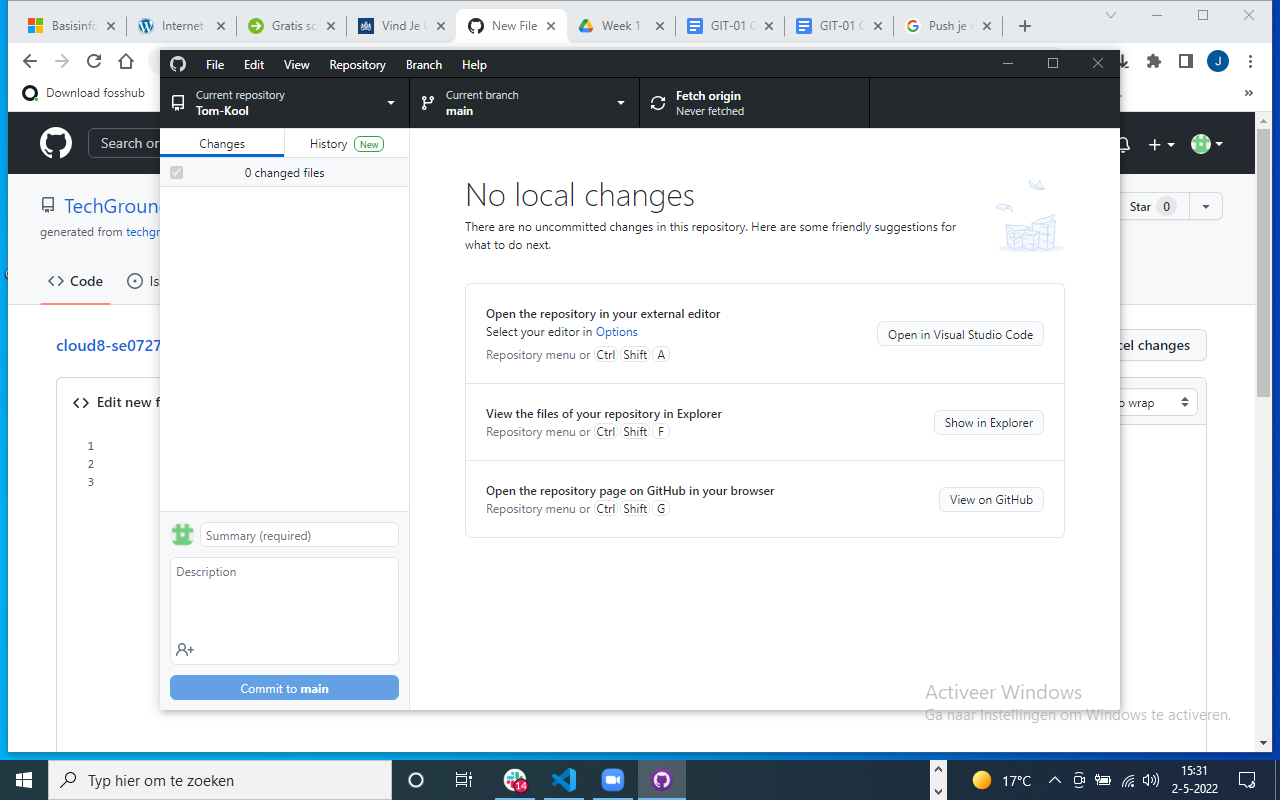 Basisinfo
Internet
Gratis sc
Vind Je U
New File
Week 1 -
GIT-01 G
GIT-01 G
Push je c
J
Download fosshub
»
File Edit View Repository Branch Help
Current repository
Tom-Kool
Current branch
main
Fetch origin
Never fetched
Search or
Changes
History New
0 changed files
TechGroun
generated from techgr
Star 0
Code
Is
cloud8-se0727
cel changes
Edit new f
o wrap
1
2
3
No local changes
There are no uncommitted changes in this repository. Here are some friendly suggestions for
what to do next.
Open the repository in your external editor
Select your editor in Options
Repository menu or Ctrl Shift A
Open in Visual Studio Code
View the files of your repository in Explorer
Repository menu or Ctrl Shift F
Show in Explorer
Open the repository page on GitHub in your browser
Repository menu or Ctrl Shift G
View on GitHub
Summary (required)
Description
Commit to main
Activeer Windows
Ga naar Instellingen om Windows te activeren.
Typ hier om te zoeken
14
17°C
15:31
2-5-2022